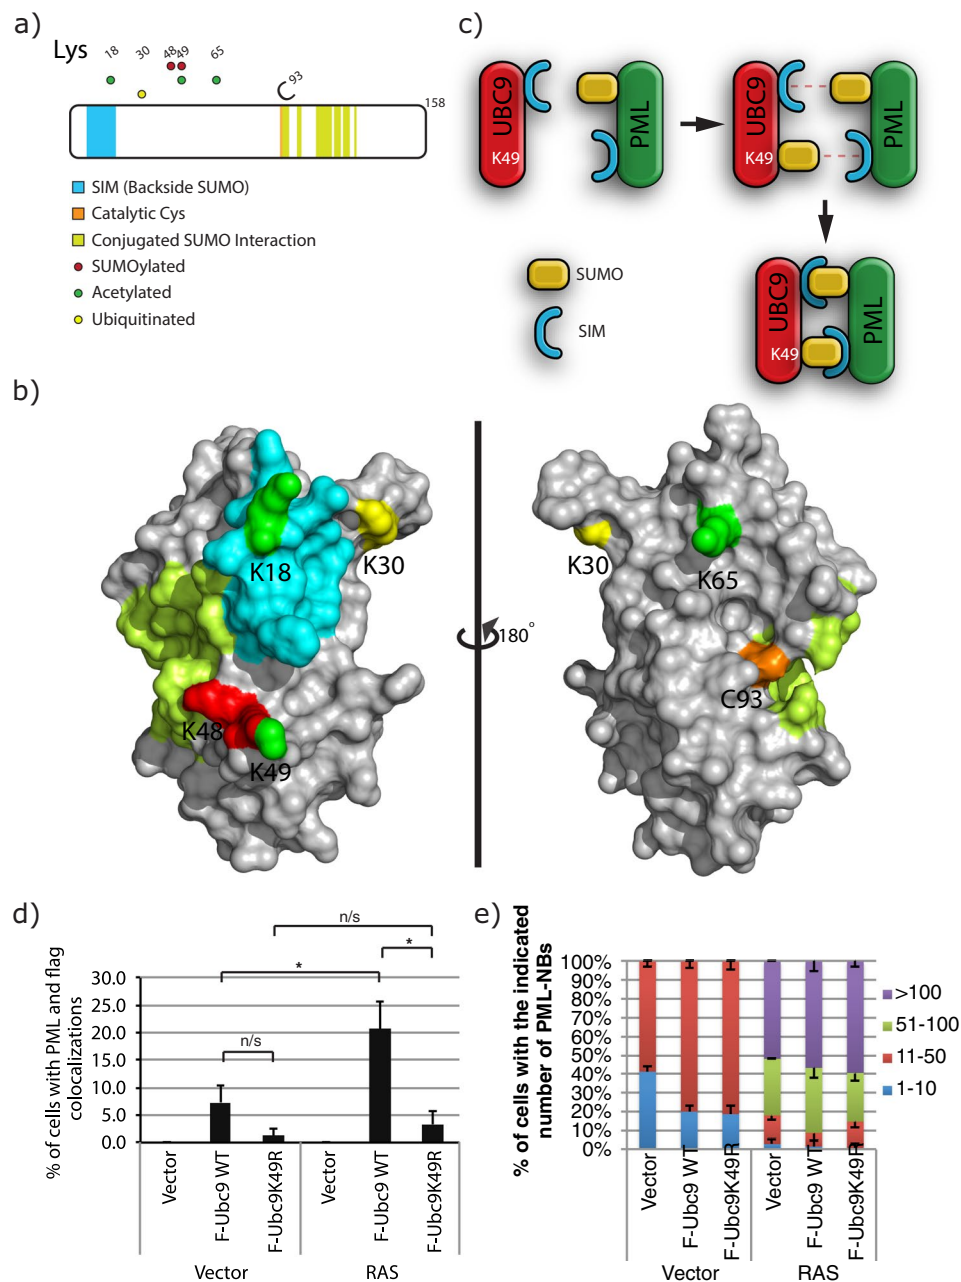 a)
Lys
18 30 48 49 65
93
158
SIM (Backside SUMO)
Catalytic Cys
Conjugated SUMO Interaction
SUMOylated
Acetylated
Ubiquitinated
c)
UBC9
K49
PML
UBC9
K49
PML
UBC9
K49
PML
SUMO
SIM
b)
K18
K30
K48
K49
180°
K30
K65
C93
d)
% of cells with PML and flag
colocalizations
30.0
25.0
20.0
15.0
10.0
5.0
0.0
n/s
*
*
n/s
Vector
F-Ubc9 WT
F-Ubc9K49R
Vector
F-Ubc9 WT
F-Ubc9K49R
Vector
RAS
e)
% of cells with the indicated
number of PML-NBs
100%
90%
80%
70%
60%
50%
40%
30%
20%
10%
0%
>100
51-100
11-50
1-10
Vector
F-Ubc9 WT
F-Ubc9K49R
Vector
F-Ubc9 WT
F-Ubc9K49R
Vector
RAS